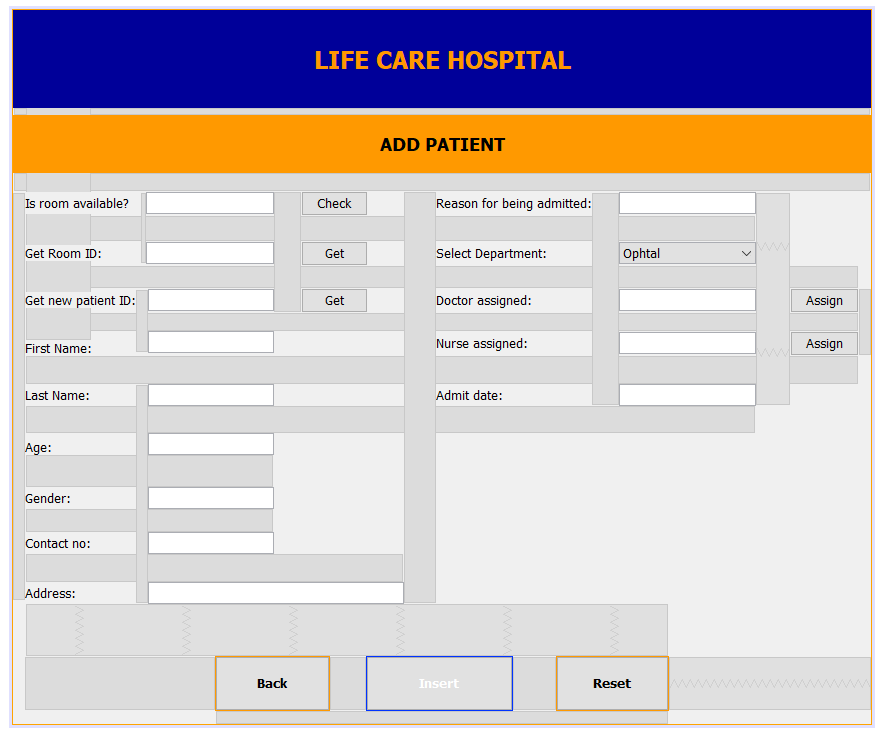 LIFE CARE HOSPITAL
ADD PATIENT
Is room available?
Check
Get Room ID:
Get
Get new patient ID:
Get
First Name:
Last Name:
Age:
Gender:
Contact no:
Address:
Reason for being admitted:
Select Department:
Ophtal
Doctor assigned:
Assign
Nurse assigned:
Assign
Admit date:
Back
Insert
Reset